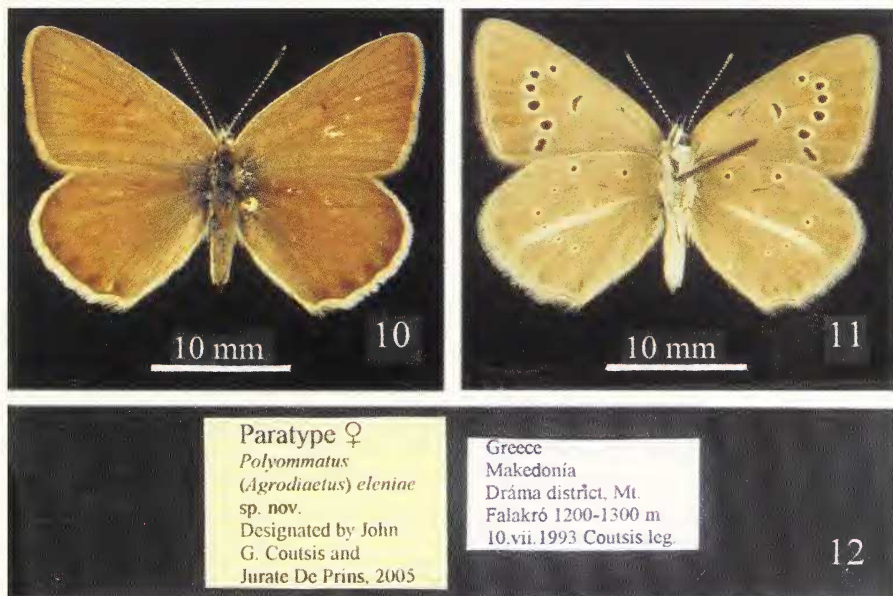 10 mm
10
10 mm
11
Paratype ♀
Polyommatus
(Agrodiaetus) eleniae
sp. nov.
Designated by John
G. Coutsis and
Jurate De Prins, 2005
Greece
Makedonía
Dráma district, Mt.
Falakró 1200-1300 m
10.vii.1993 Coutsis leg.
12